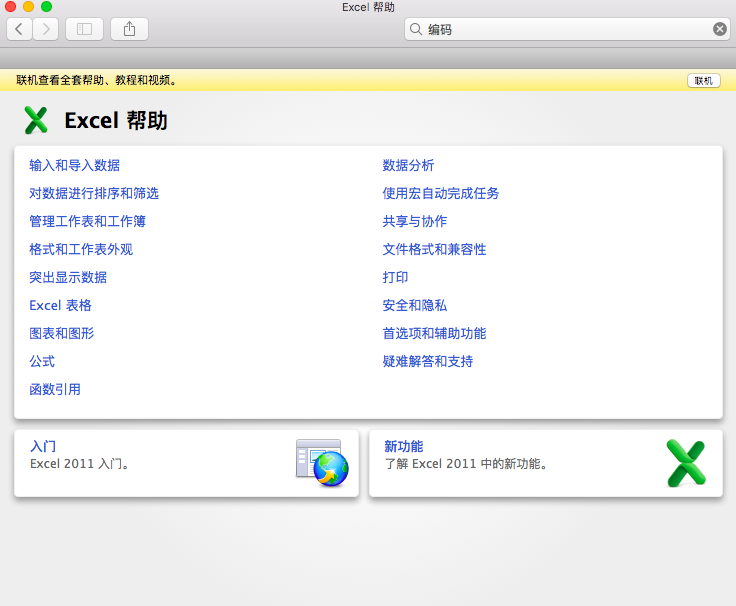 Excel 帮助
编码
联机查看全套帮助、教程和视频。
联机
Excel 帮助
输入和导入数据
对数据进行排序和筛选
管理工作表和工作簿
格式和工作表外观
突出显示数据
Excel 表格
图表和图形
公式
函数引用
数据分析
使用宏自动完成任务
共享与协作
文件格式和兼容性
打印
安全和隐私
首选项和辅助功能
疑难解答和支持
入门
Excel 2011 入门。
新功能
了解 Excel 2011 中的新功能。